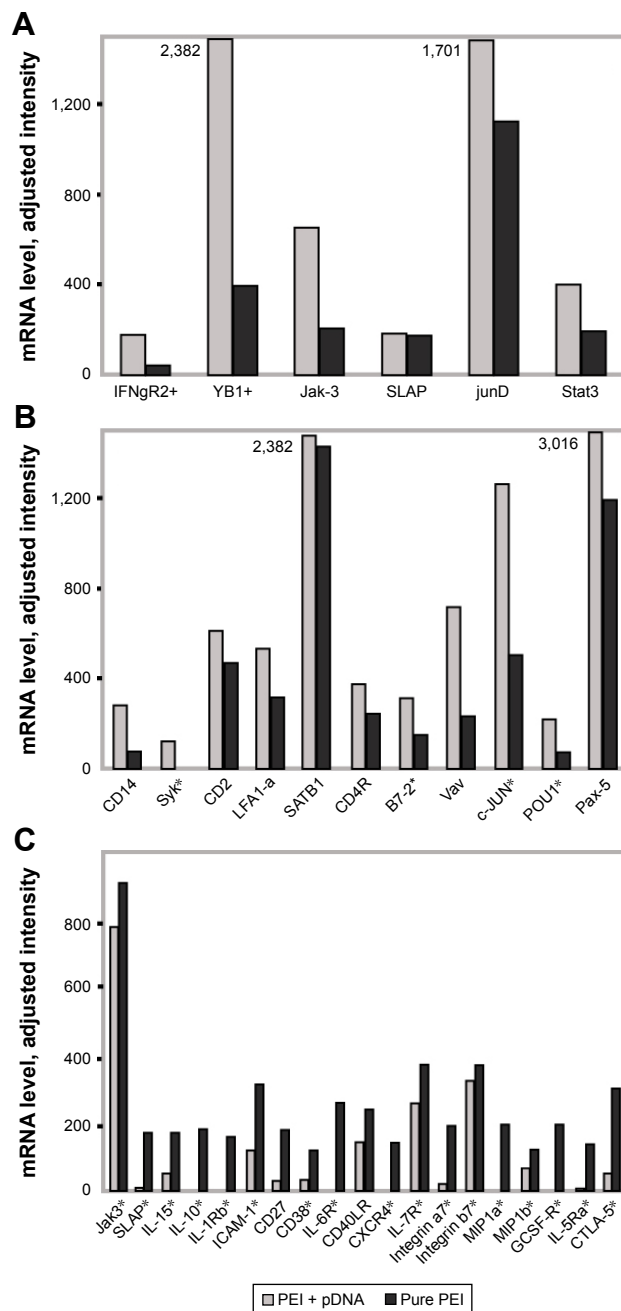 A
mRNA level, adjusted intensity
2,382
1,701
1,200
800
400
0
IFNgR2+ YB1+ Jak-3 SLAP junD Stat3
B
mRNA level, adjusted intensity
2,382
3,016
1,200
800
400
0
CD14 Syk* CD2 LFA1-a SATB1 CD4R B7-2* Vav c-JUN* POU1* Pax-5
C
mRNA level, adjusted intensity
800
600
400
200
0
Jak3* SLAP* IL-15* IL-10* IL-1Rb* ICAM-1* CD27 CD38* IL-6R* CD40LR CXCR4* IL-7R* Integrin a7* Integrin b7* MIP1a* MIP1b* GCSF-R* IL-5Ra* CTLA-5*
PEI + pDNA Pure PEI